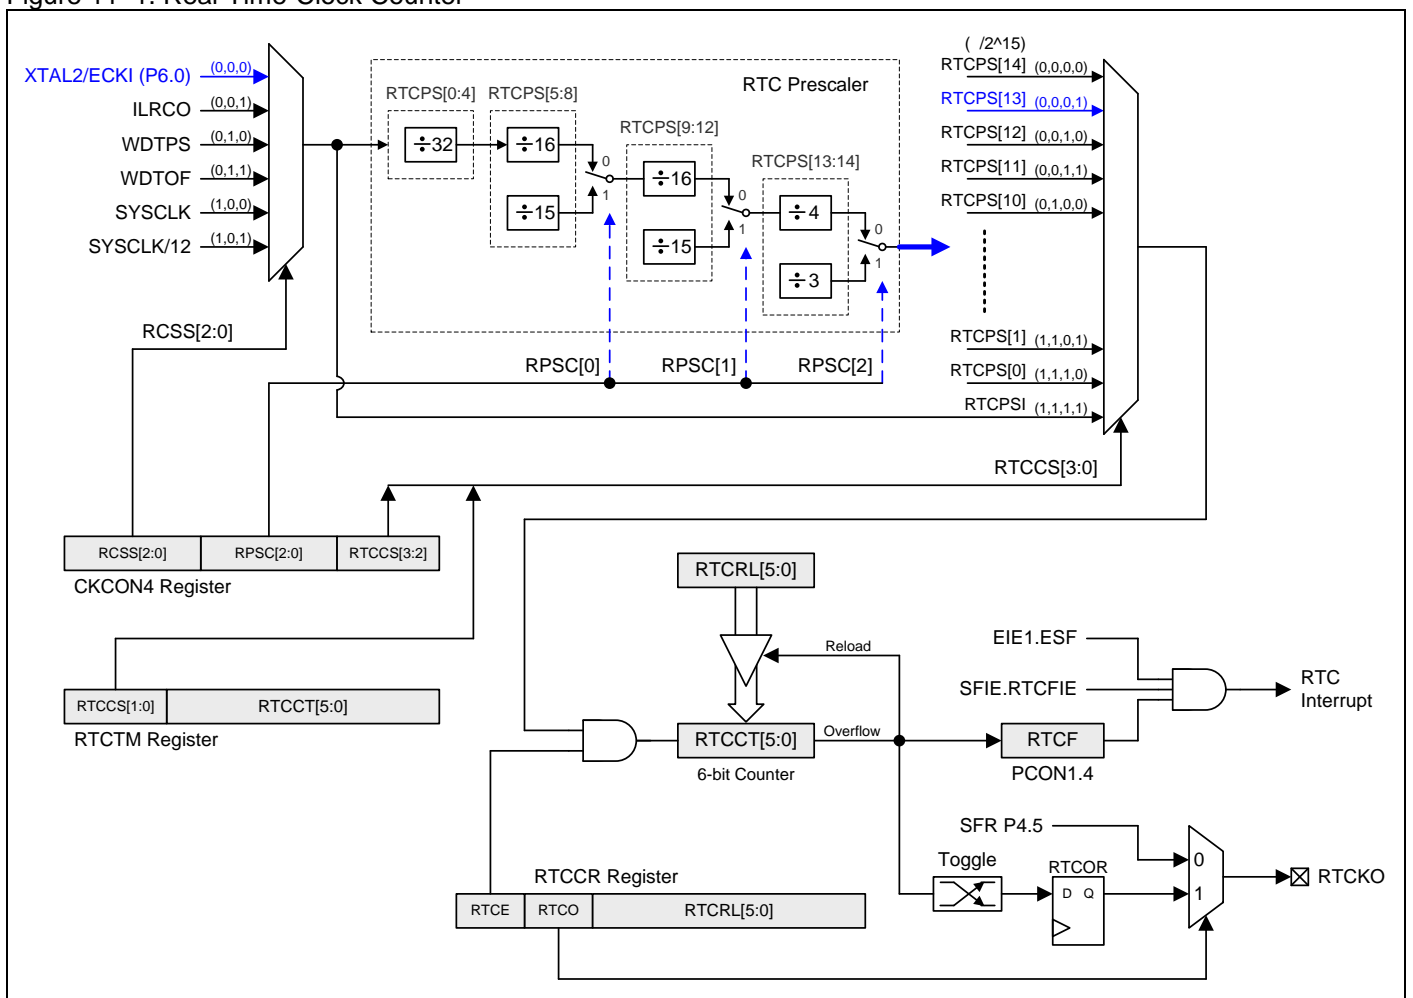 Figure 11–1. Real-Time-Clock Counter
XTAL2/ECKI (P6.0) (0,0,0)
ILRCO (0,0,1)
WDTPS (0,1,0)
WDTOF (0,1,1)
SYSCLK (1,0,0)
SYSCLK/12 (1,0,1)
RCSS[2:0]
RTC Prescaler
RTCPS[0:4]
÷32
RTCPS[5:8]
÷16
÷15
0
1
RTCPS[9:12]
÷16
÷15
0
1
RTCPS[13:14]
÷4
÷3
0
1
RPSC[0]
RPSC[1]
RPSC[2]
( /2^15)
RTCPS[14] (0,0,0,0)
RTCPS[13] (0,0,0,1)
RTCPS[12] (0,0,1,0)
RTCPS[11] (0,0,1,1)
RTCPS[10] (0,1,0,0)
RTCPS[1] (1,1,0,1)
RTCPS[0] (1,1,1,0)
RTCPSI (1,1,1,1)
RTCCS[3:0]
RCSS[2:0] RPSC[2:0] RTCCS[3:2]
CKCON4 Register
RTCCS[1:0] RTCCT[5:0]
RTCTM Register
RTCRL[5:0]
Reload
RTCCT[5:0]
6-bit Counter
Overflow
EIE1.ESF
SFIE.RTCFIE
RTCF
PCON1.4
RTC
Interrupt
SFR P4.5
Toggle
RTCOR
D Q
0
1
RTCKO
RTCCR Register
RTCE RTCO RTCRL[5:0]